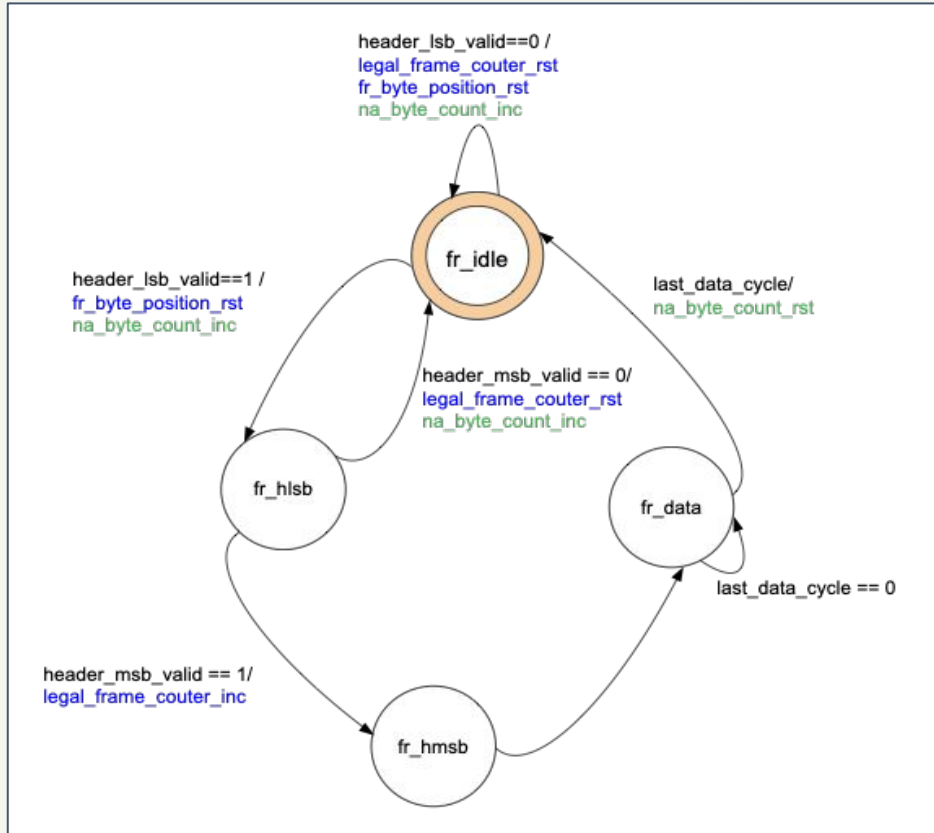 header_lsb_valid==0 /
legal_frame_couter_rst
fr_byte_position_rst
na_byte_count_inc
fr_idle
header_lsb_valid==1 /
fr_byte_position_rst
na_byte_count_inc
last_data_cycle/
na_byte_count_rst
header_msb_valid == 0/
legal_frame_couter_rst
na_byte_count_inc
fr_hlsb
fr_data
last_data_cycle == 0
header_msb_valid == 1/
legal_frame_couter_inc
fr_hmsb